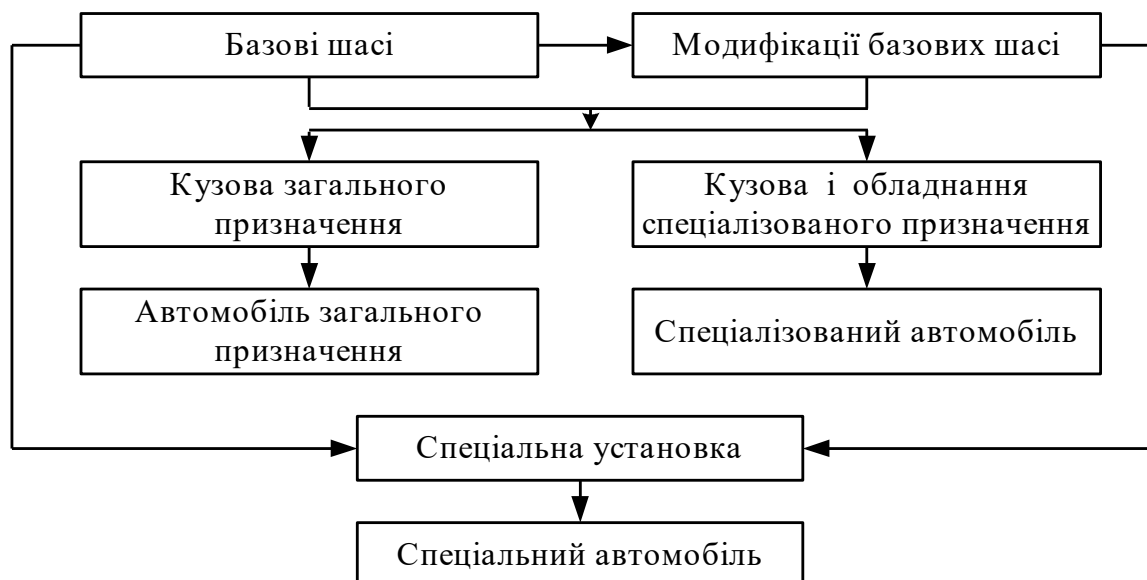 Базові шасі
Модифікації базових шасі
Кузова загального
призначення
Кузова і обладнання
спеціалізованого призначення
Автомобіль загального
призначення
Спеціалізований автомобіль
Спеціальна установка
Спеціальний автомобіль